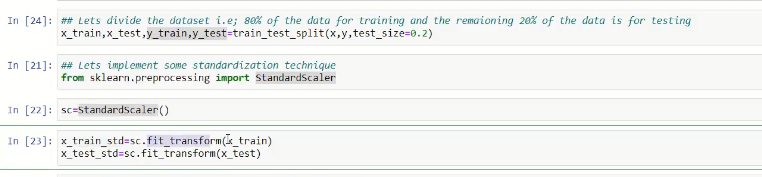 In [24]: ## Lets divide the dataset i.e; 80% of the data for training and the remaioning 20% of the data is for testing
x_train,x_test,y_train,y_test=train_test_split(x,y,test_size=0.2)
In [21]: ## Lets implement some standardization technique
from sklearn.preprocessing import StandardScaler
In [22]: sc=StandardScaler()
In [23]: x_train_std=sc.fit_transform(x_train)
x_test_std=sc.fit_transform(x_test)